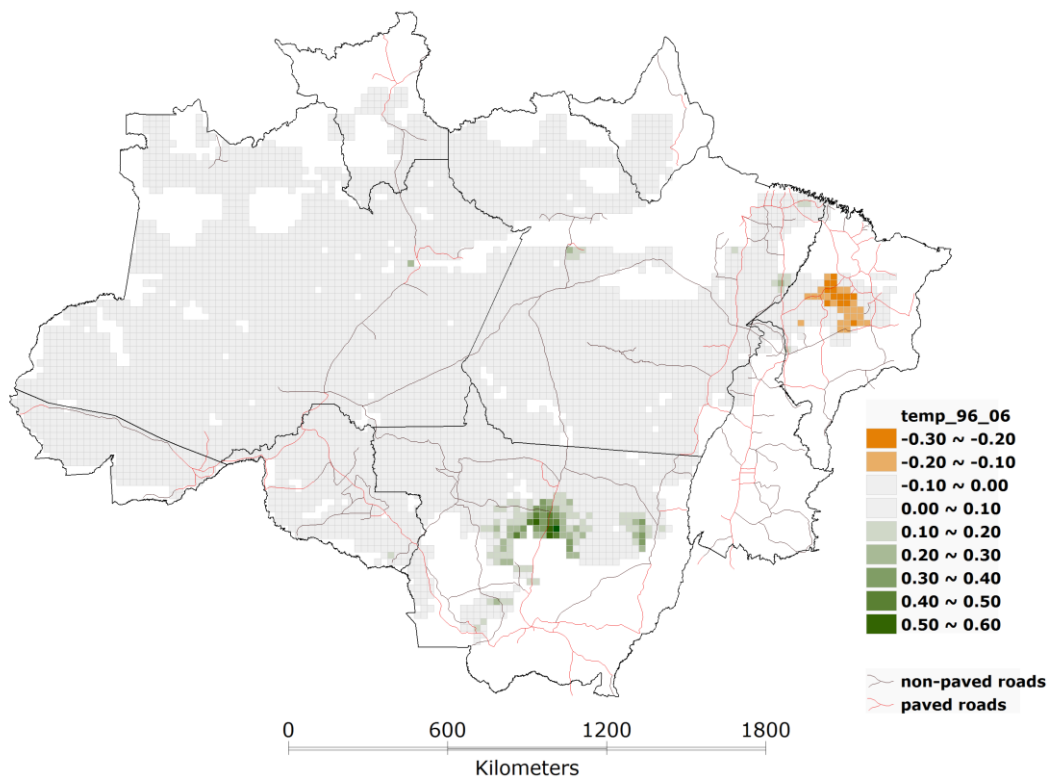 temp_96_06
-0.30 ~ -0.20
-0.20 ~ -0.10
-0.10 ~ 0.00
0.00 ~ 0.10
0.10 ~ 0.20
0.20 ~ 0.30
0.30 ~ 0.40
0.40 ~ 0.50
0.50 ~ 0.60
non-paved roads
paved roads
0 600 1200 1800
Kilometers